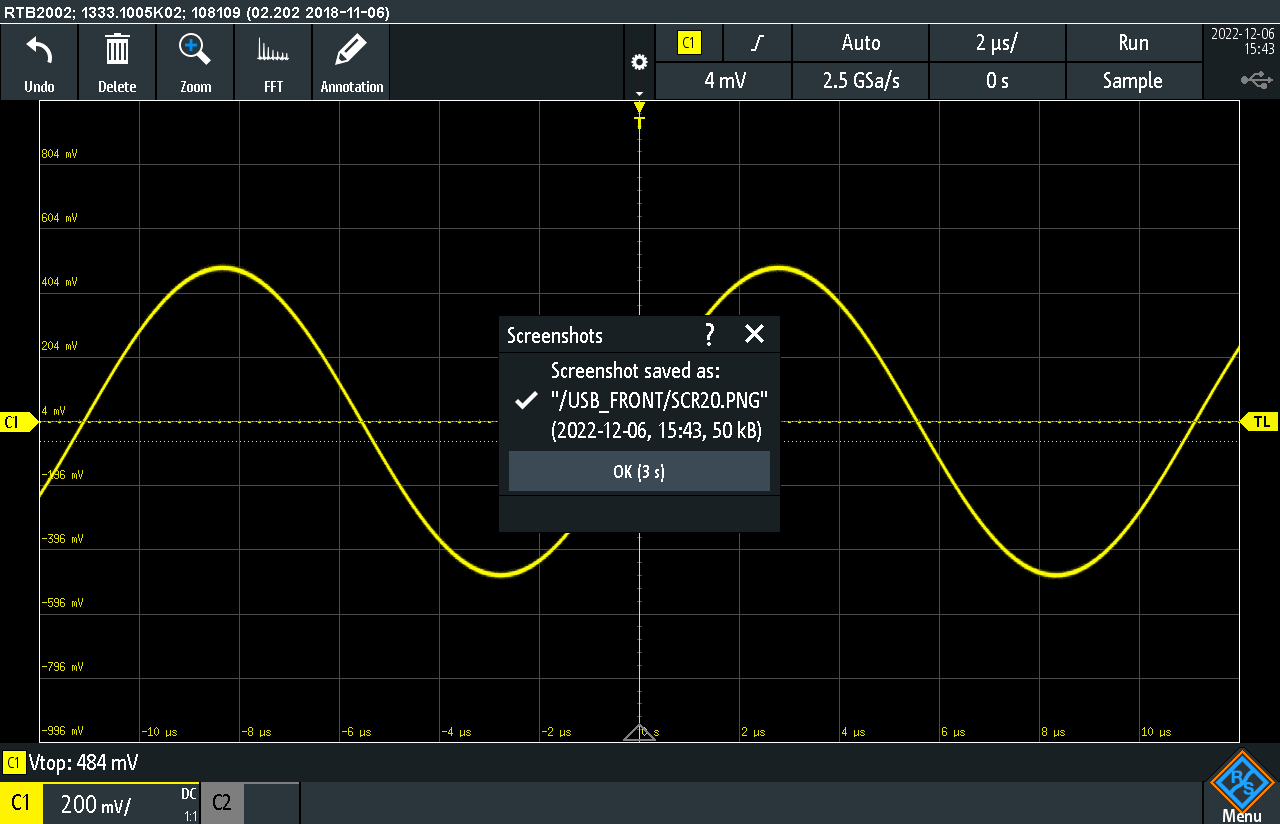 RTB2002; 1333.1005K02; 108109 (02.202 2018-11-06)
Undo
Delete
Zoom
FFT
Annotation
C1
Auto
2 µs/
Run
4 mV
2.5 GSa/s
0 s
Sample
2022-12-06
15:43
T
804 mV
604 mV
404 mV
204 mV
4 mV
-196 mV
-396 mV
-596 mV
-796 mV
-996 mV
C1
TL
Screenshots
?
Screenshot saved as:
"/USB_FRONT/SCR20.PNG"
(2022-12-06, 15:43, 50 kB)
OK (3 s)
-10 µs
-8 µs
-6 µs
-4 µs
-2 µs
0 s
2 µs
4 µs
6 µs
8 µs
10 µs
C1 Vtop: 484 mV
C1
200 mV/
DC
1:1
C2
R S
Menu